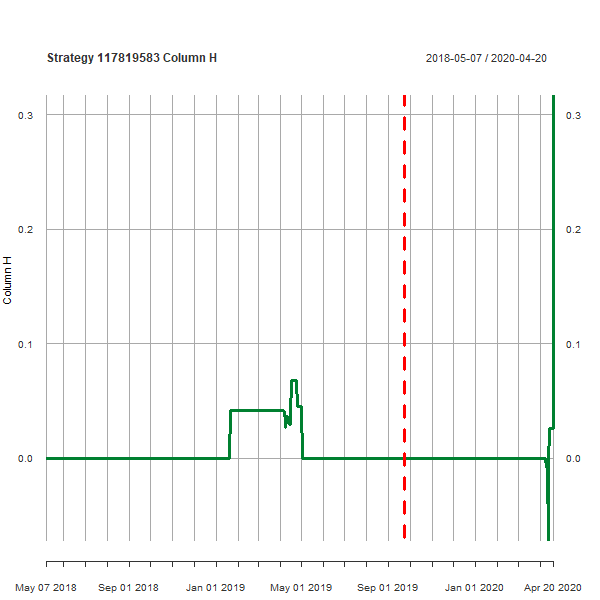 Strategy 117819583 Column H 2018-05-07 / 2020-04-20
0.3 0.3
0.2 0.2
0.1 0.1
0.0 0.0
Column H
May 07 2018 Sep 01 2018 Jan 01 2019 May 01 2019 Sep 01 2019 Jan 01 2020 Apr 20 2020